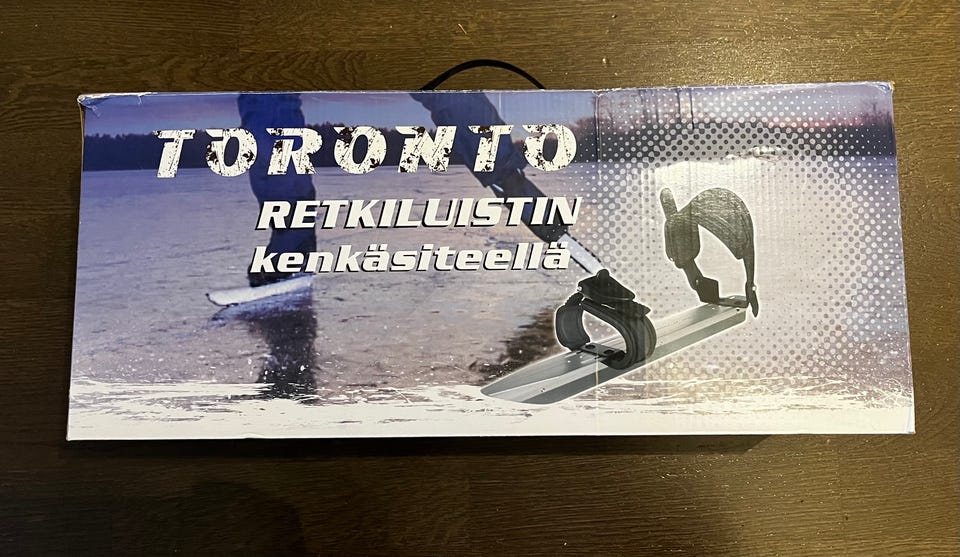 TORONTO
RETKILUISTIN
kenkäsiteellä